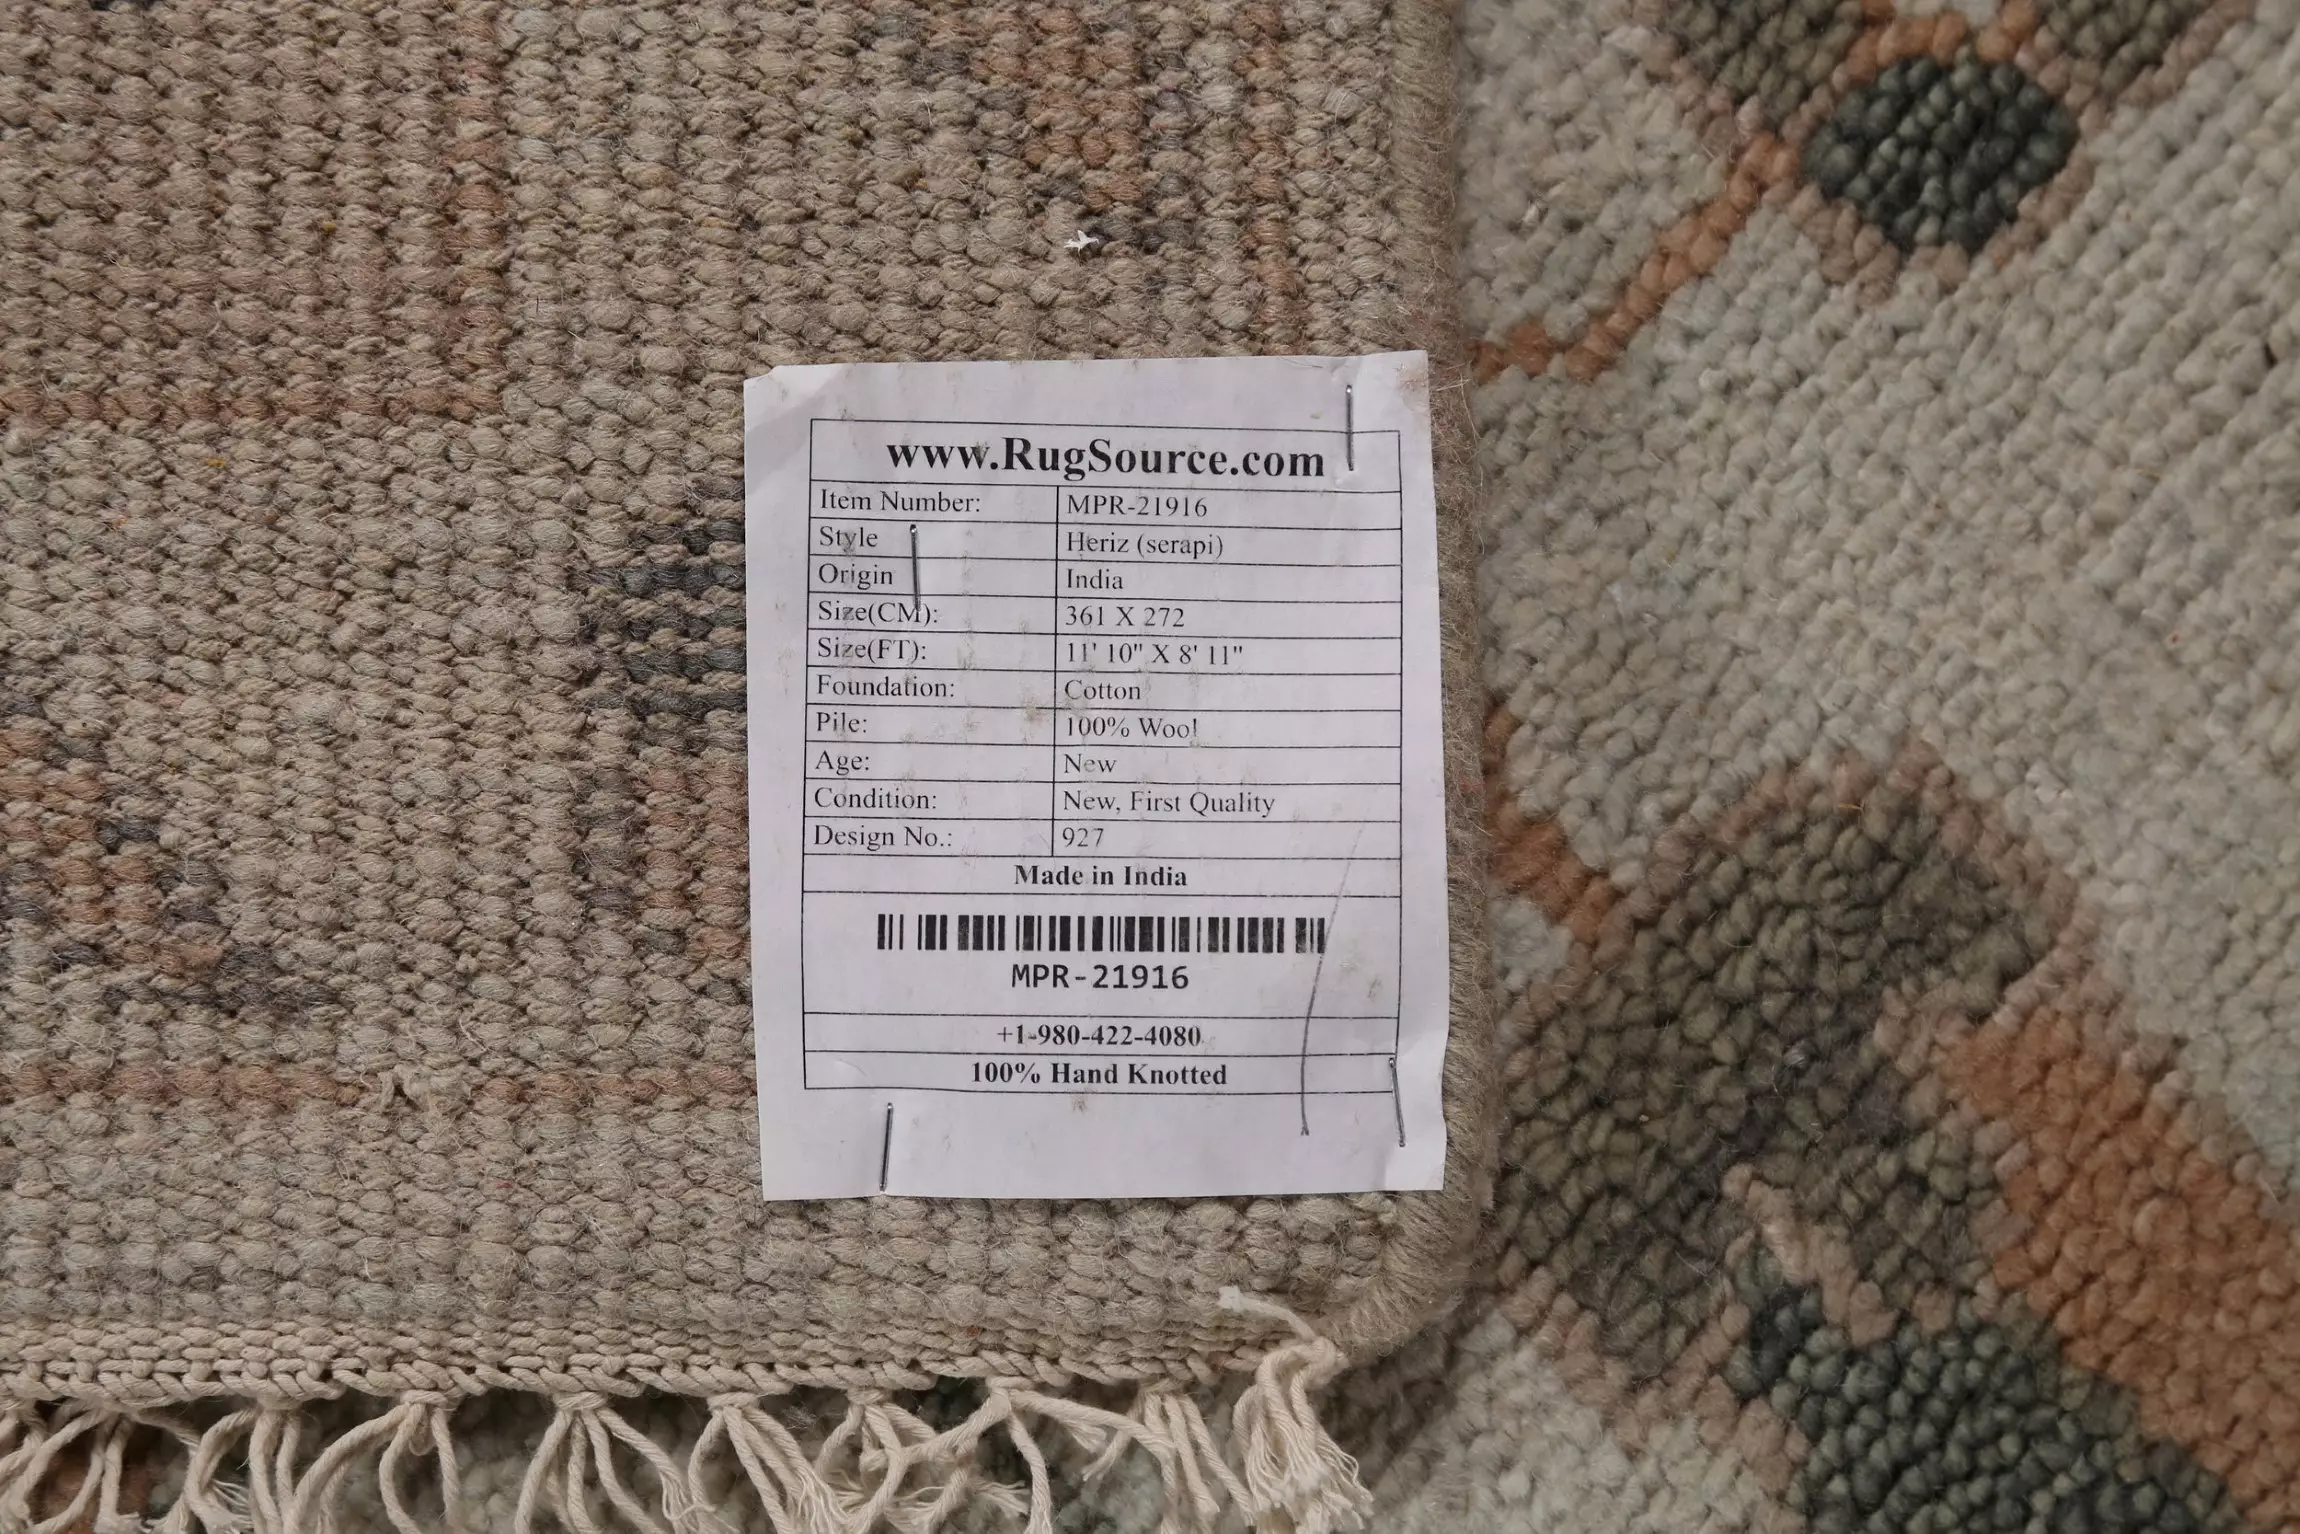 www.RugSource.com
Item Number: MPR-21916
Style Heriz (serapi)
Origin India
Size(CM): 361 X 272
Size(FT): 11' 10" X 8' 11"
Foundation: Cotton
Pile: 100% Wool
Age: New
Condition: New, First Quality
Design No.: 927
Made in India
MPR-21916
+1-980-422-4080
100% Hand Knotted